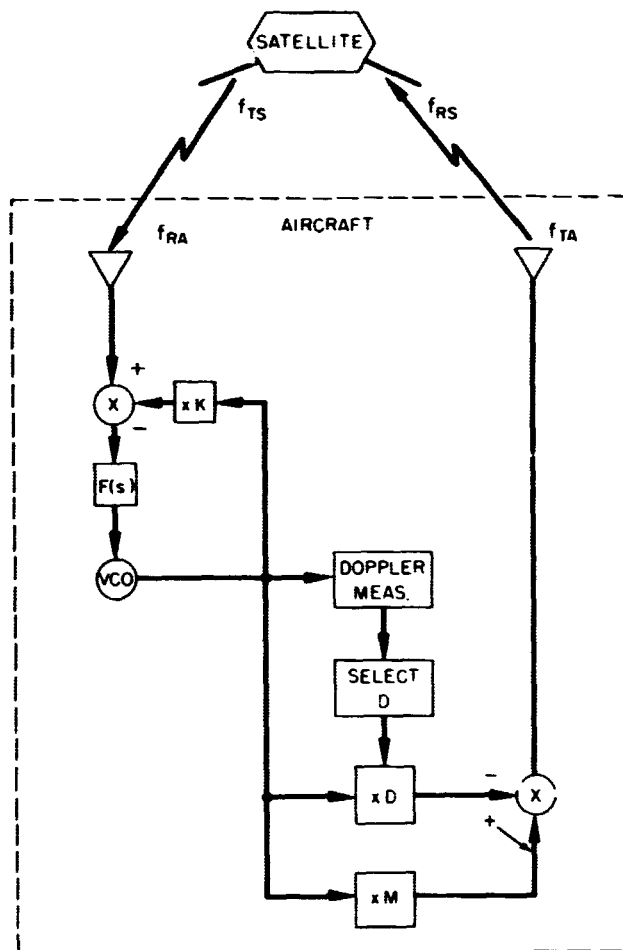 SATELLITE
f_TS
f_RS
AIRCRAFT
f_RA
f_TA
+
X
x K
−
F(s)
VCO
DOPPLER
MEAS.
SELECT
D
x D
−
X
+
x M